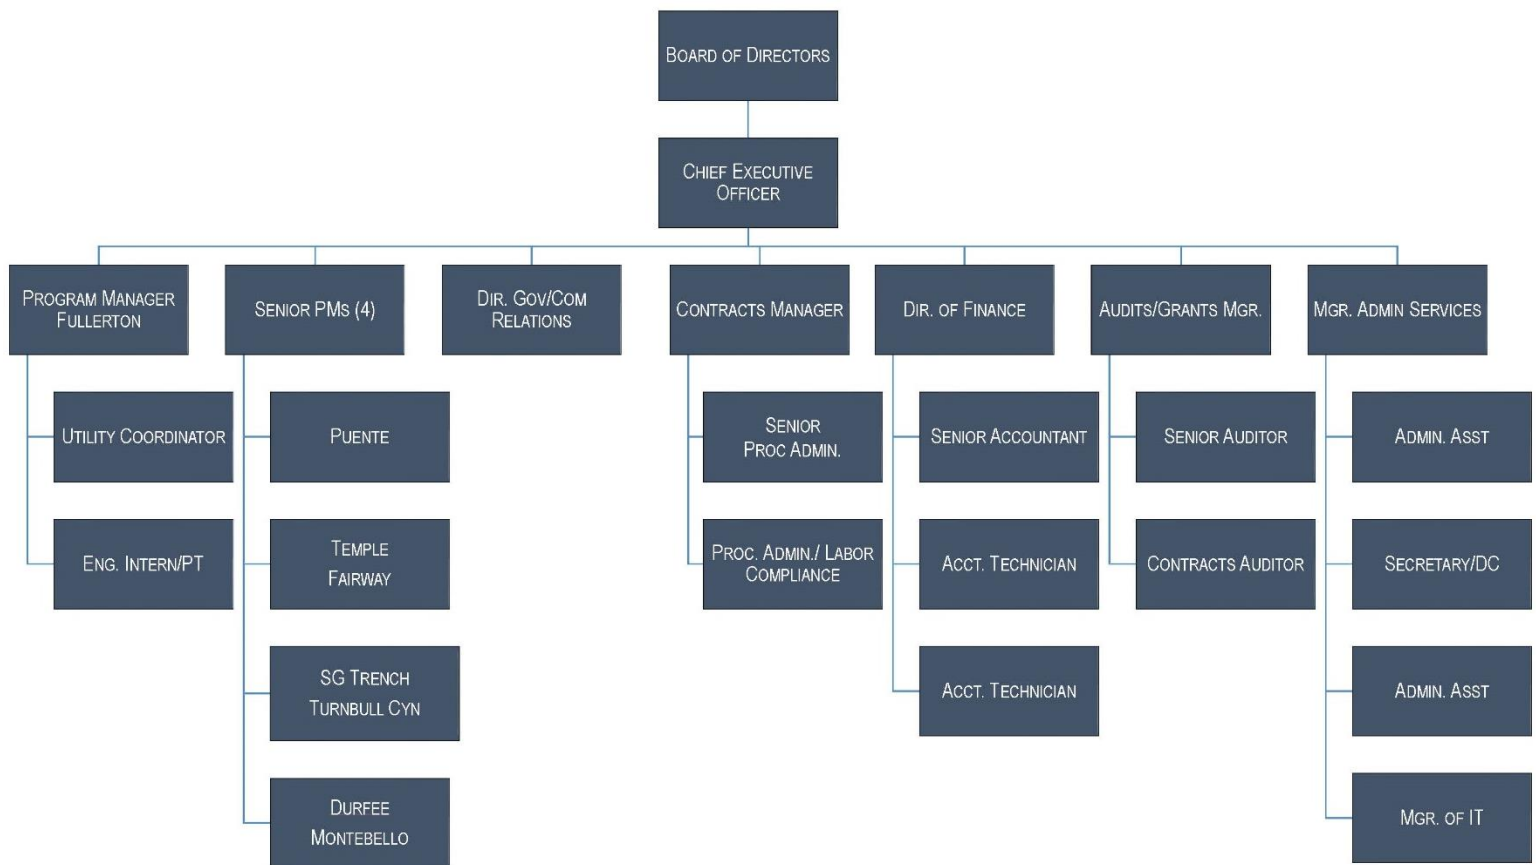 BOARD OF DIRECTORS
CHIEF EXECUTIVE
OFFICER
PROGRAM MANAGER
FULLERTON
SENIOR PMS (4)
DIR. GOV/COM
RELATIONS
CONTRACTS MANAGER
DIR. OF FINANCE
AUDITS/GRANTS MGR.
MGR. ADMIN SERVICES
UTILITY COORDINATOR
PUENTE
SENIOR
PROC ADMIN.
SENIOR ACCOUNTANT
SENIOR AUDITOR
ADMIN. ASST
ENG. INTERN/PT
TEMPLE
FAIRWAY
PROC. ADMIN./ LABOR
COMPLIANCE
ACCT. TECHNICIAN
CONTRACTS AUDITOR
SECRETARY/DC
SG TRENCH
TURNBULL CYN
ACCT. TECHNICIAN
ADMIN. ASST
DURFEE
MONTEBELLO
MGR. OF IT